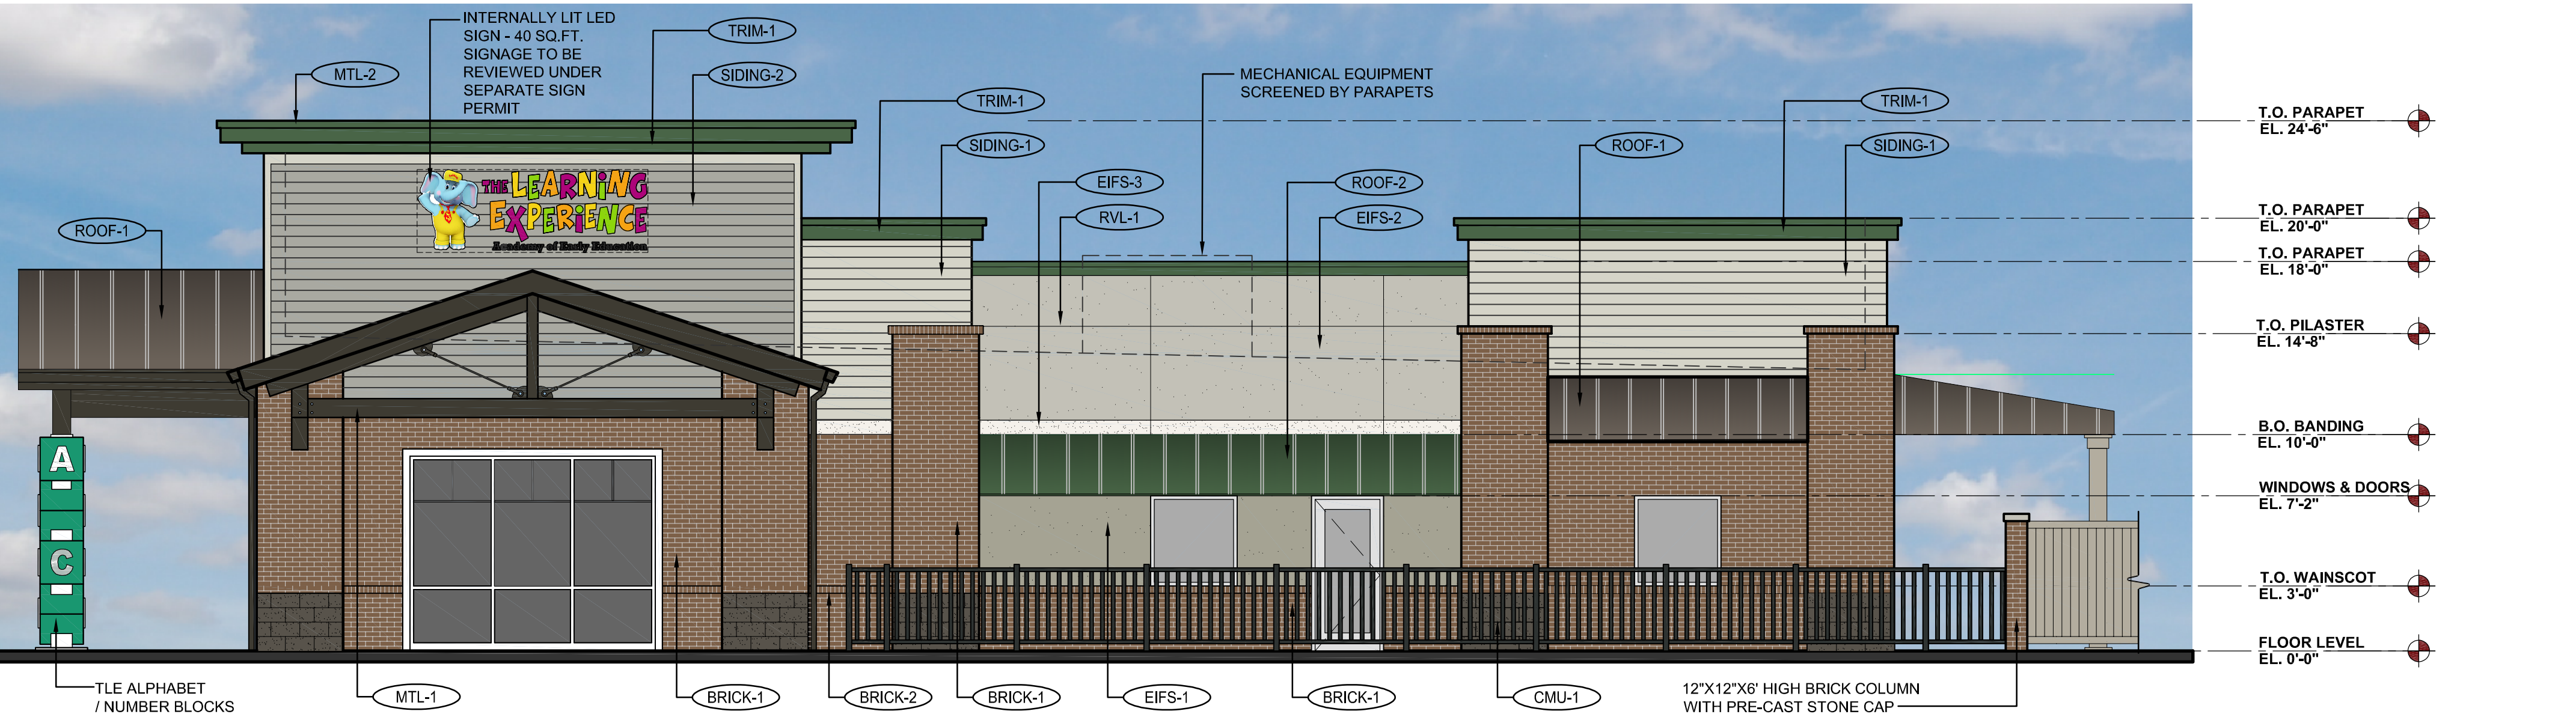 INTERNALLY LIT LED
SIGN - 40 SQ.FT.
SIGNAGE TO BE
REVIEWED UNDER
SEPARATE SIGN
PERMIT
TRIM-1
MTL-2
SIDING-2
MECHANICAL EQUIPMENT
SCREENED BY PARAPETS
TRIM-1
TRIM-1
SIDING-1
ROOF-1
SIDING-1
EIFS-3
ROOF-2
RVL-1
EIFS-2
ROOF-1
THE LEARNING
EXPERIENCE
Academy of Early Education
A
C
T.O. PARAPET
EL. 24'-6"
T.O. PARAPET
EL. 20'-0"
T.O. PARAPET
EL. 18'-0"
T.O. PILASTER
EL. 14'-8"
B.O. BANDING
EL. 10'-0"
WINDOWS & DOORS
EL. 7'-2"
T.O. WAINSCOT
EL. 3'-0"
FLOOR LEVEL
EL. 0'-0"
TLE ALPHABET
/ NUMBER BLOCKS
MTL-1
BRICK-1
BRICK-2
BRICK-1
EIFS-1
BRICK-1
CMU-1
12"X12"X6' HIGH BRICK COLUMN
WITH PRE-CAST STONE CAP